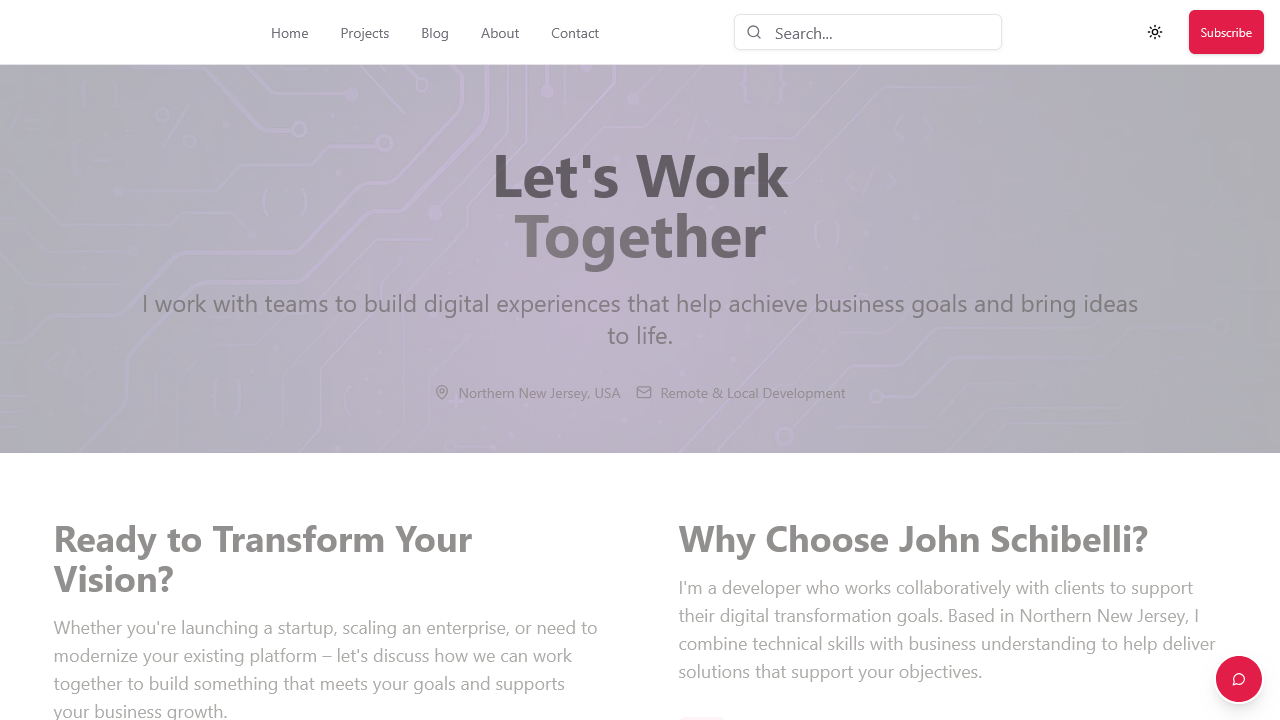 Home
Projects
Blog
About
Contact
Search...
Subscribe
Let's Work
Together
I work with teams to build digital experiences that help achieve business goals and bring ideas
to life.
Northern New Jersey, USA
Remote & Local Development
Ready to Transform Your
Vision?
Whether you're launching a startup, scaling an enterprise, or need to
modernize your existing platform – let's discuss how we can work
together to build something that meets your goals and supports
your business growth.
Why Choose John Schibelli?
I'm a developer who works collaboratively with clients to support
their digital transformation goals. Based in Northern New Jersey, I
combine technical skills with business understanding to help deliver
solutions that support your objectives.